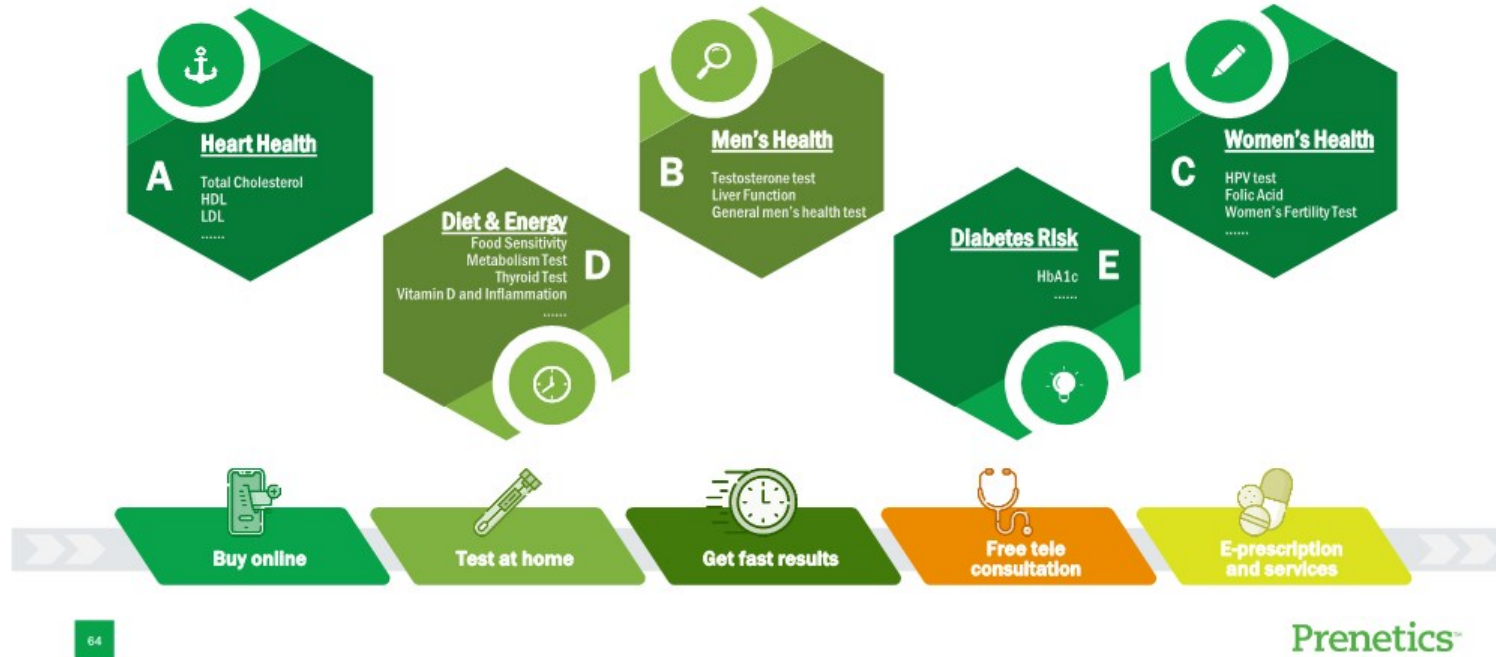 A
Heart Health
Total Cholesterol
HDL
LDL
......
B
Men's Health
Testosterone test
Liver Function
General men's health test
C
Women's Health
HPV test
Folic Acid
Women's Fertility Test
......
D
Diet & Energy
Food Sensitivity
Metabolism Test
Thyroid Test
Vitamin D and Inflammation
......
E
Diabetes Risk
HbA1c
......
Buy online
Test at home
Get fast results
Free tele
consultation
E-prescription
and services
64
Prenetics™